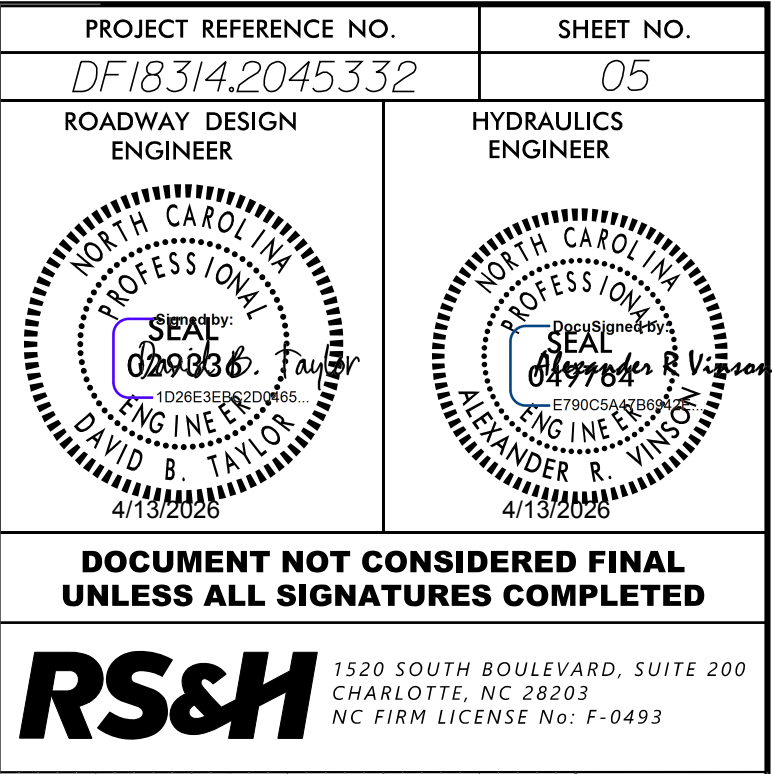 PROJECT REFERENCE NO.
SHEET NO.
DF18314.2045332
05
ROADWAY DESIGN
ENGINEER
NORTH CAROLINA
PROFESSIONAL
Signed by:
SEAL
029336
David B. Taylor
1D26E3EBC2D0465...
ENGINEER
DAVID B. TAYLOR
4/13/2026
HYDRAULICS
ENGINEER
NORTH CAROLINA
PROFESSIONAL
DocuSigned by:
SEAL
049764
Alexander R Vinson
E790C5A47B6942E...
ENGINEER
ALEXANDER R. VINSON
4/13/2026
DOCUMENT NOT CONSIDERED FINAL
UNLESS ALL SIGNATURES COMPLETED
RS&H
1520 SOUTH BOULEVARD, SUITE 200
CHARLOTTE, NC 28203
NC FIRM LICENSE No: F-0493